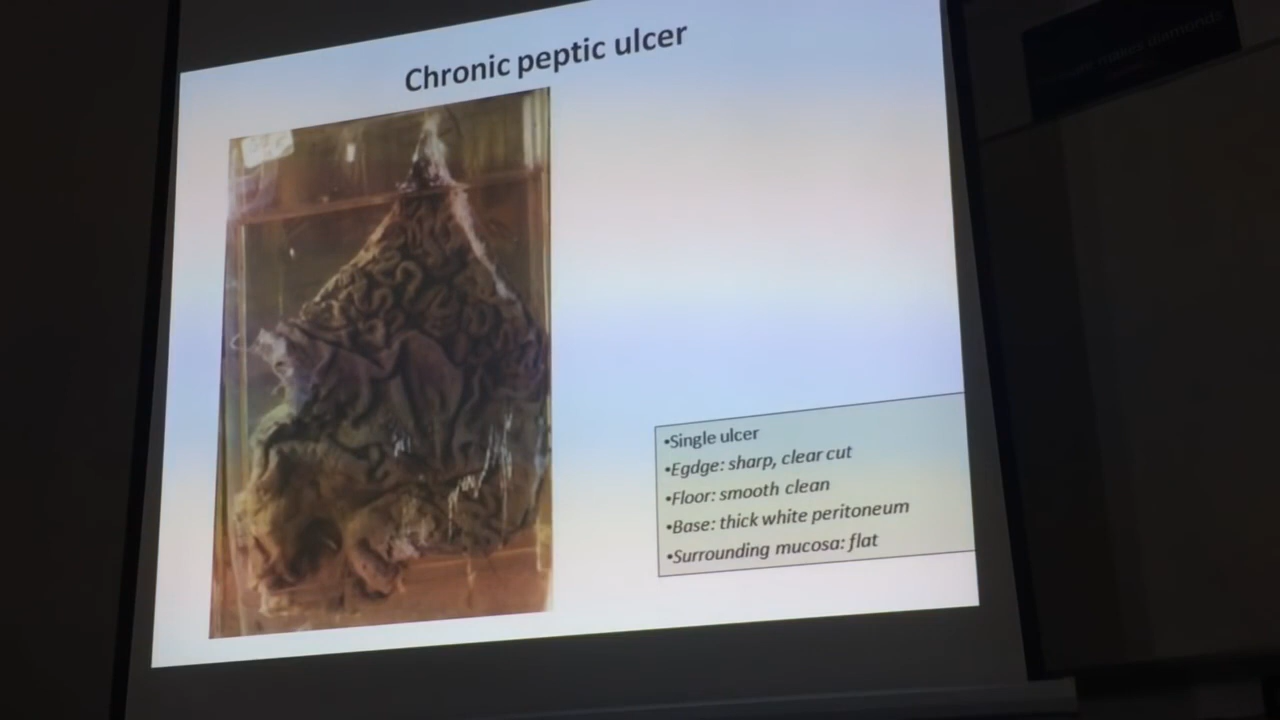 Chronic peptic ulcer
•Single ulcer
•Egdge: sharp, clear cut
•Floor: smooth clean
•Base: thick white peritoneum
•Surrounding mucosa: flat